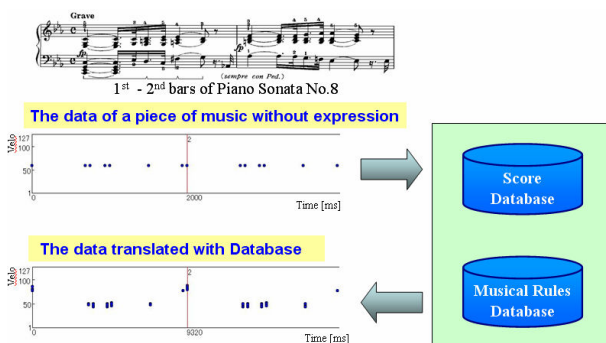 Grave
fp
fp
(sempre con Ped.)
1st - 2nd bars of Piano Sonata No.8
The data of a piece of music without expression
Velo
127
100
50
1
0
2
2000
Time [ms]
Score
Database
The data translated with Database
Velo
127
100
50
1
0
2
9320
Time [ms]
Musical Rules
Database